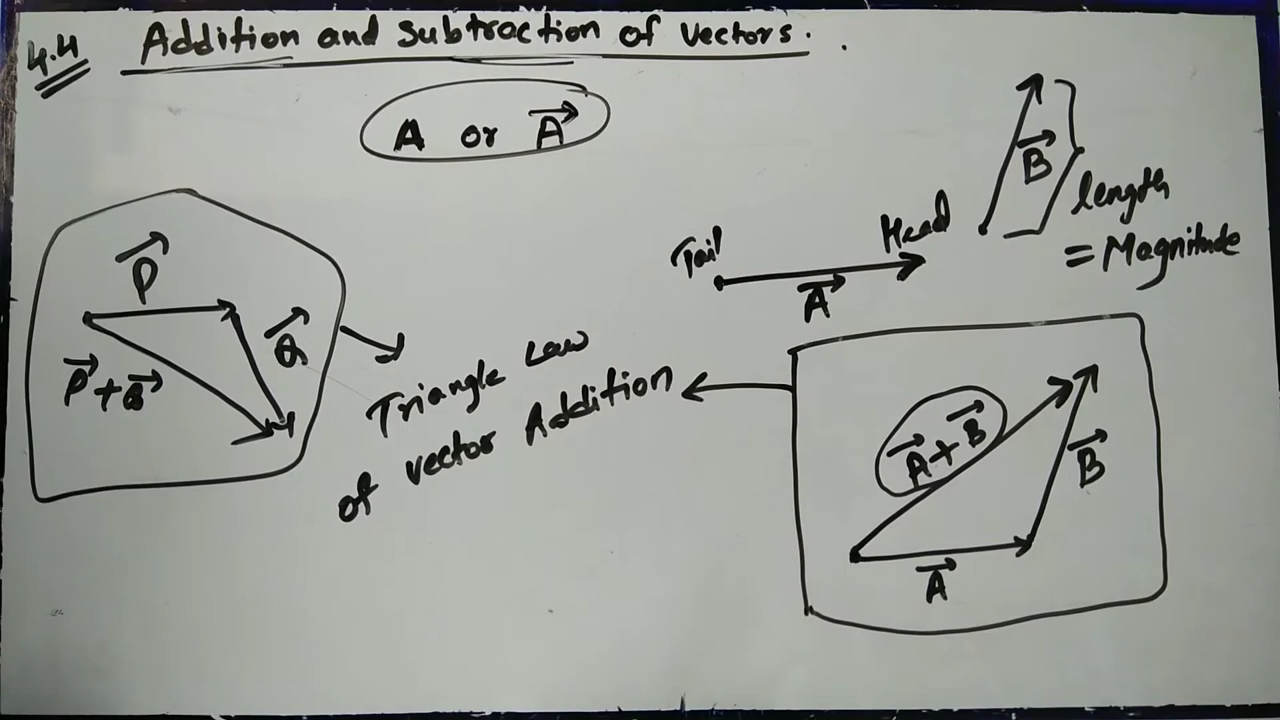 4.4 Addition and subtraction of vectors.
A or A⃗
B⃗
length
= Magnitude
Tail
Head
A⃗
P⃗
Q⃗
P⃗+Q⃗
Triangle Law
of vector Addition
A⃗+B⃗
B⃗
A⃗